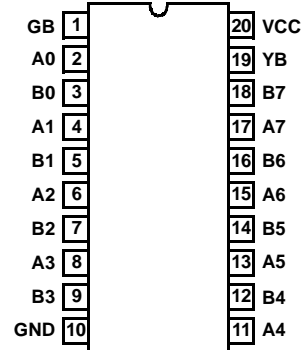 GB 1 20 VCC
A0 2 19 YB
B0 3 18 B7
A1 4 17 A7
B1 5 16 B6
A2 6 15 A6
B2 7 14 B5
A3 8 13 A5
B3 9 12 B4
GND 10 11 A4